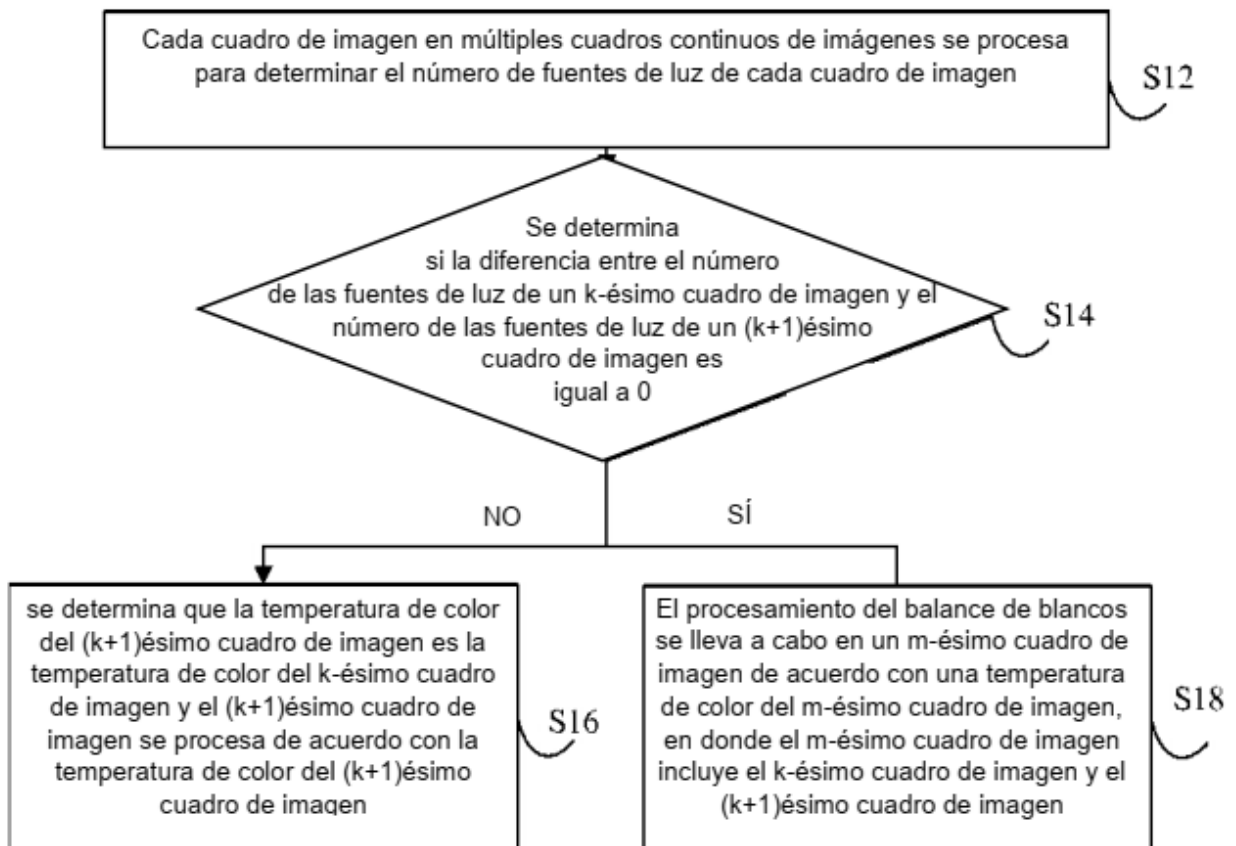 Cada cuadro de imagen en múltiples cuadros continuos de imágenes se procesa
para determinar el número de fuentes de luz de cada cuadro de imagen
S12
Se determina
si la diferencia entre el número
de las fuentes de luz de un k-ésimo cuadro de imagen y el
número de las fuentes de luz de un (k+1)ésimo
cuadro de imagen es
igual a 0
S14
NO
SÍ
se determina que la temperatura de color
del (k+1)ésimo cuadro de imagen es la
temperatura de color del k-ésimo cuadro
de imagen y el (k+1)ésimo cuadro de
imagen se procesa de acuerdo con la
temperatura de color del (k+1)ésimo
cuadro de imagen
S16
El procesamiento del balance de blancos
se lleva a cabo en un m-ésimo cuadro de
imagen de acuerdo con una temperatura
de color del m-ésimo cuadro de imagen,
en donde el m-ésimo cuadro de imagen
incluye el k-ésimo cuadro de imagen y el
(k+1)ésimo cuadro de imagen
S18